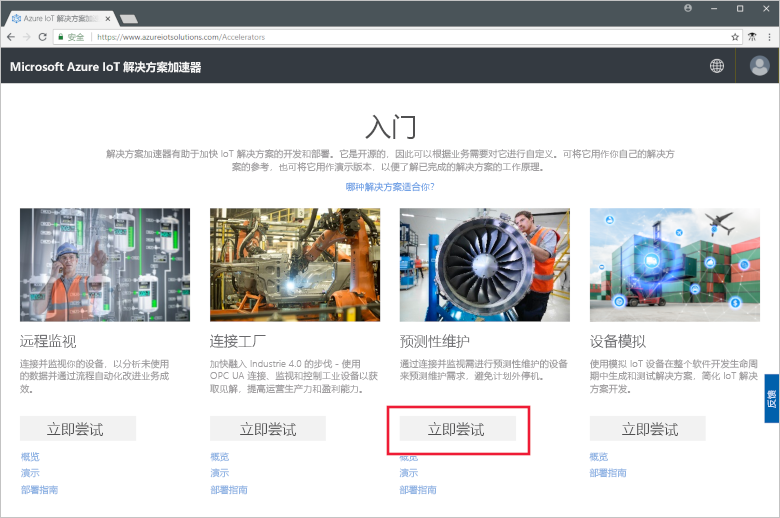 Azure IoT 解决方案加
安全 https://www.azureiotsolutions.com/Accelerators
Microsoft Azure IoT 解决方案加速器
入门
解决方案加速器有助于加快 IoT 解决方案的开发和部署。它是开源的，因此可以根据业务需要对它进行自定义。可将它用作你自己的解决方
案的参考，也可将它用作演示版本，以便了解已完成的解决方案的工作原理。
哪种解决方案适合你?
远程监视
连接并监视你的设备，以分析未使用
的数据并通过流程自动化改进业务成
效。
立即尝试
概览
演示
部署指南
连接工厂
加快融入 Industrie 4.0 的步伐 - 使用
OPC UA 连接、监视和控制工业设备以获
取见解，提高运营生产力和盈利能力。
立即尝试
概览
演示
部署指南
预测性维护
通过连接并监视需进行预测性维护的设备
来预测维护需求，避免计划外停机。
立即尝试
概览
演示
部署指南
设备模拟
使用模拟 IoT 设备在整个软件开发生命周
期中生成和测试解决方案，简化 IoT 解决
方案开发。
立即尝试
概览
部署指南
反馈